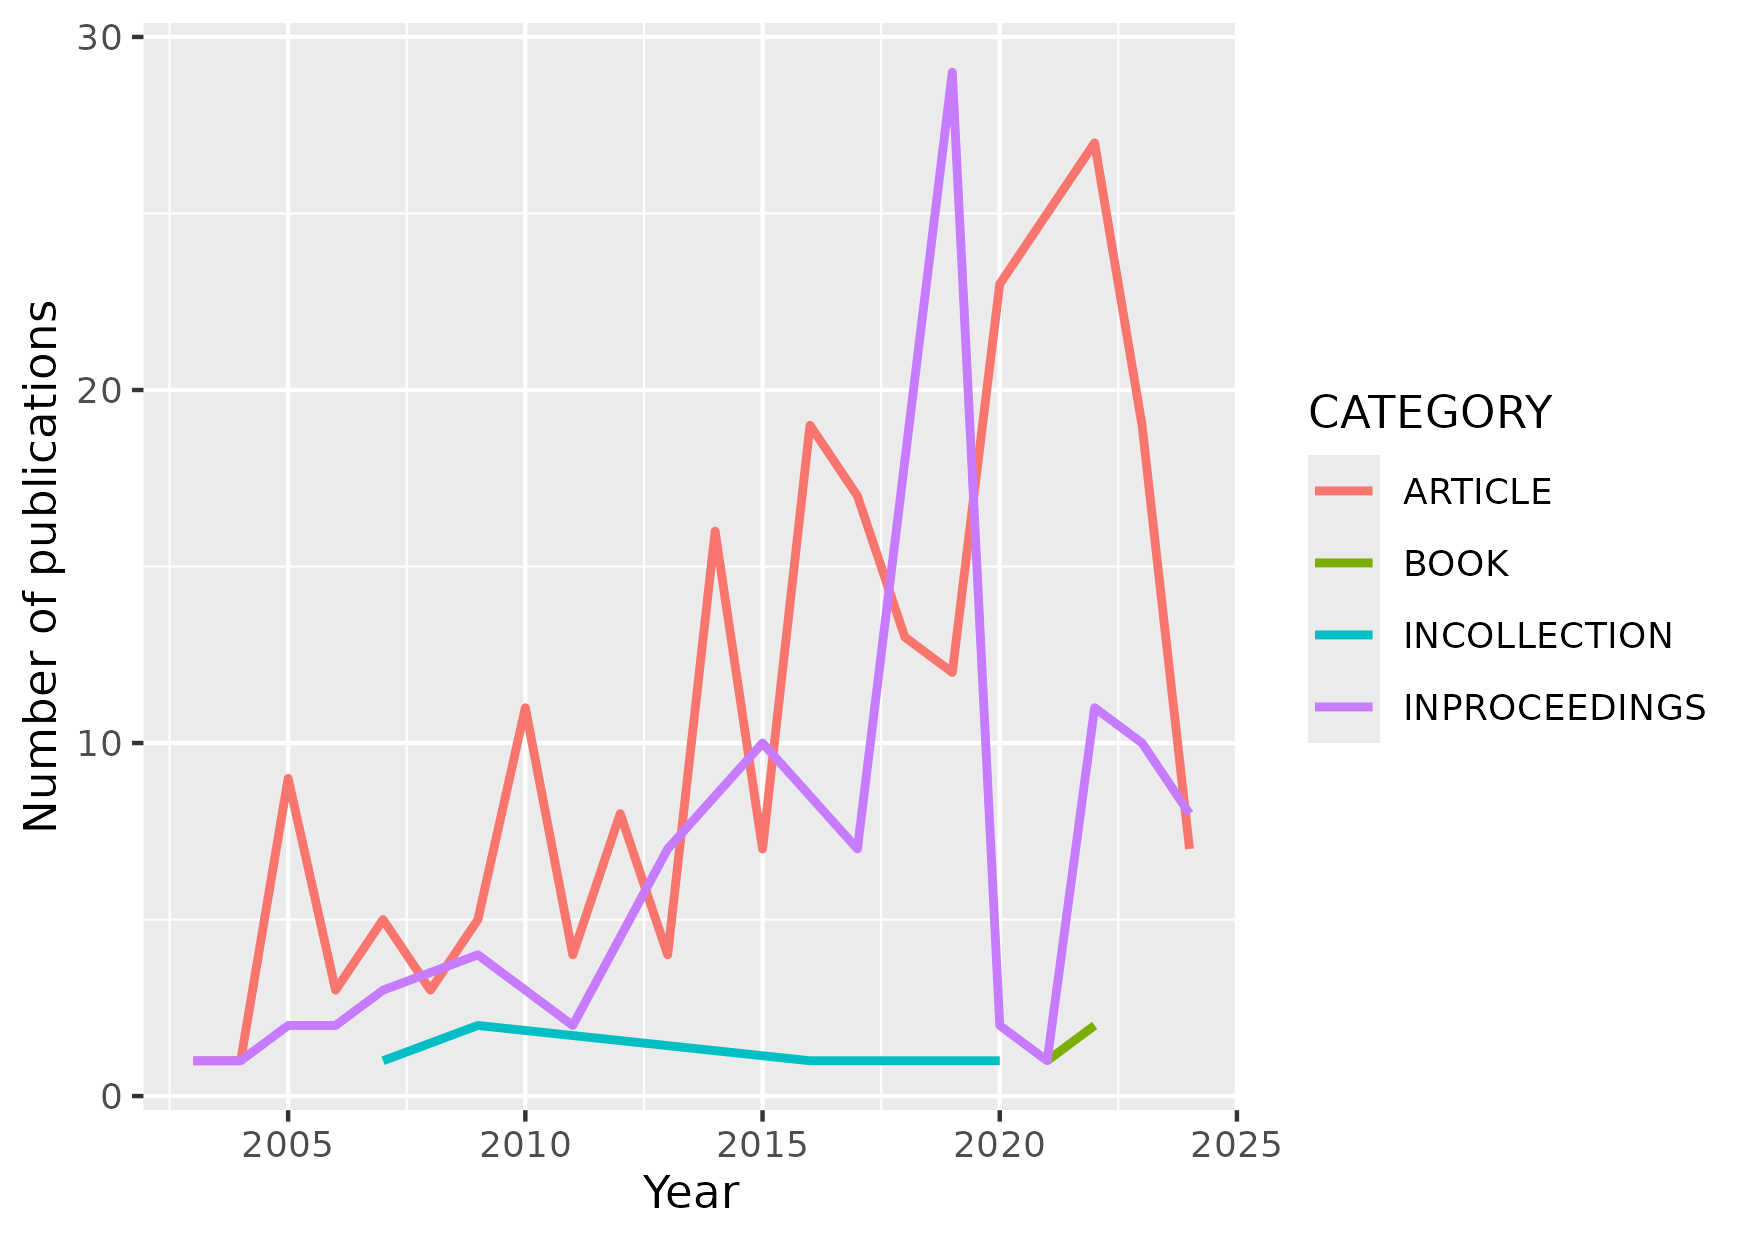 30
20
10
0
Number of publications
2005 2010 2015 2020 2025
Year
CATEGORY
ARTICLE
BOOK
INCOLLECTION
INPROCEEDINGS